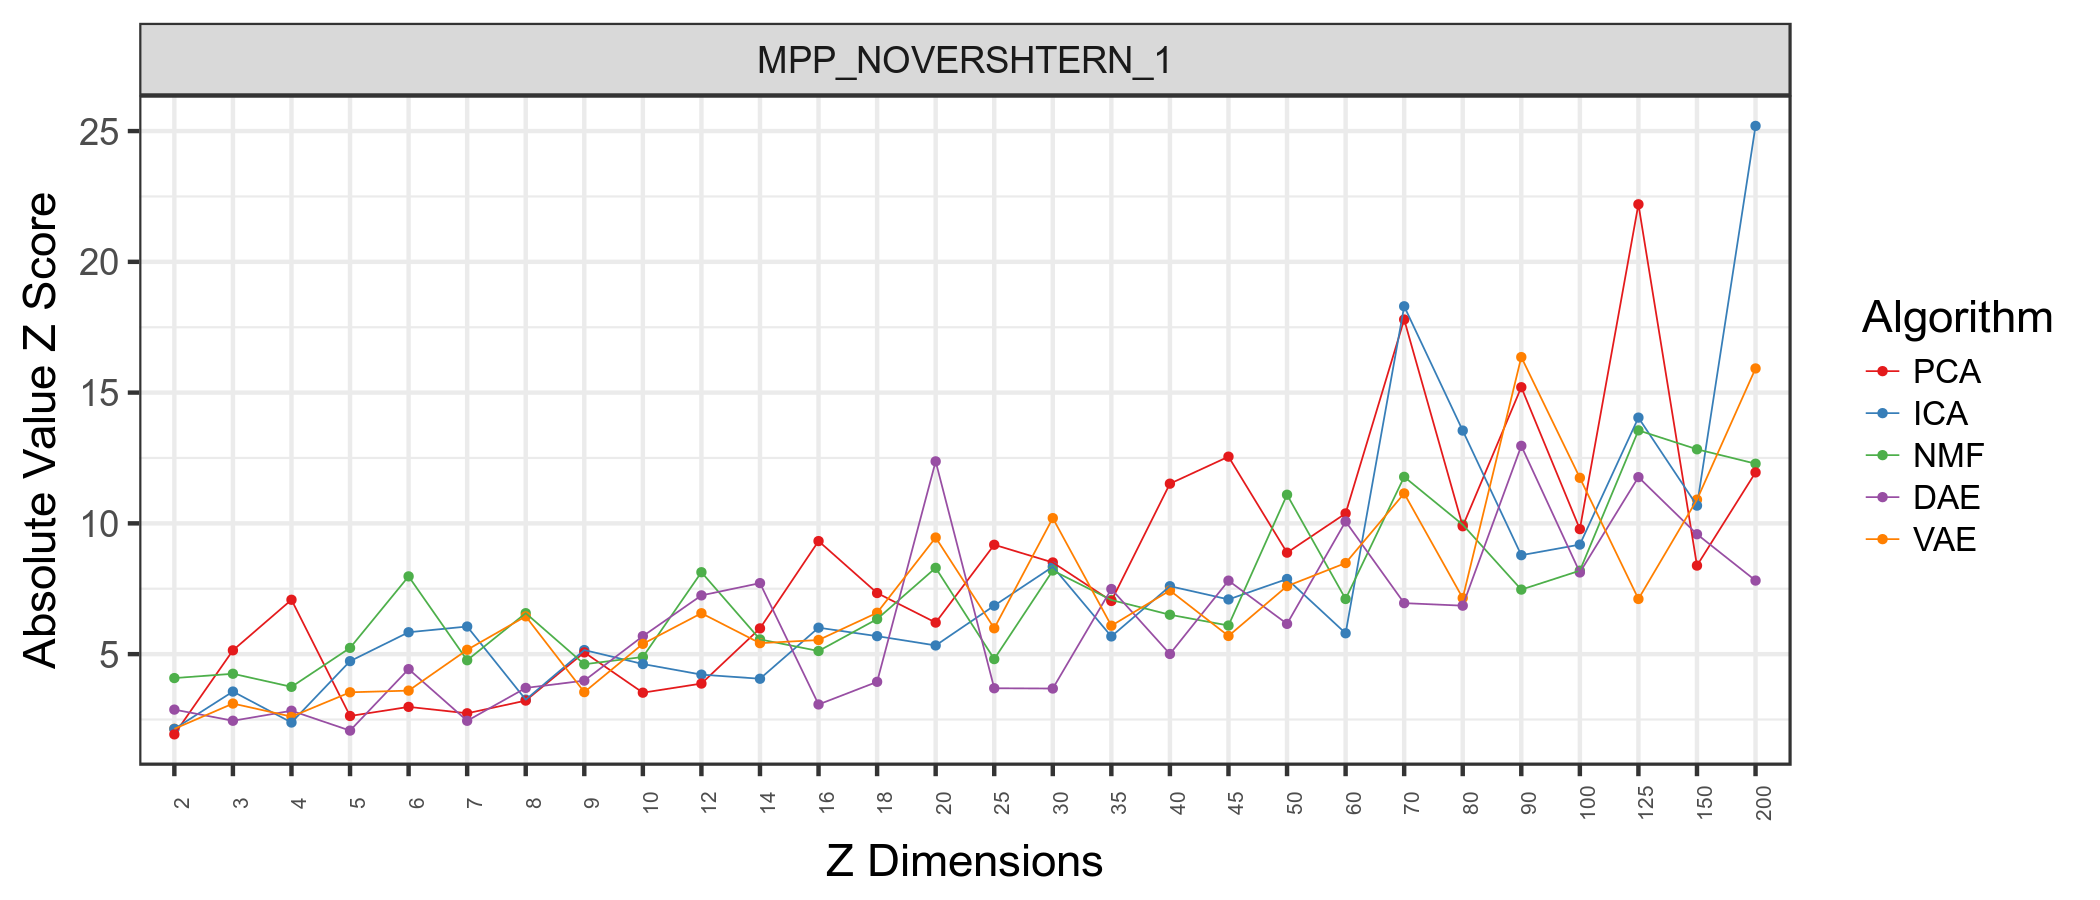 MPP_NOVERSHTERN_1
Absolute Value Z Score
25
20
15
10
5
2 3 4 5 6 7 8 9 10 12 14 16 18 20 25 30 35 40 45 50 60 70 80 90 100 125 150 200
Z Dimensions
Algorithm
PCA
ICA
NMF
DAE
VAE